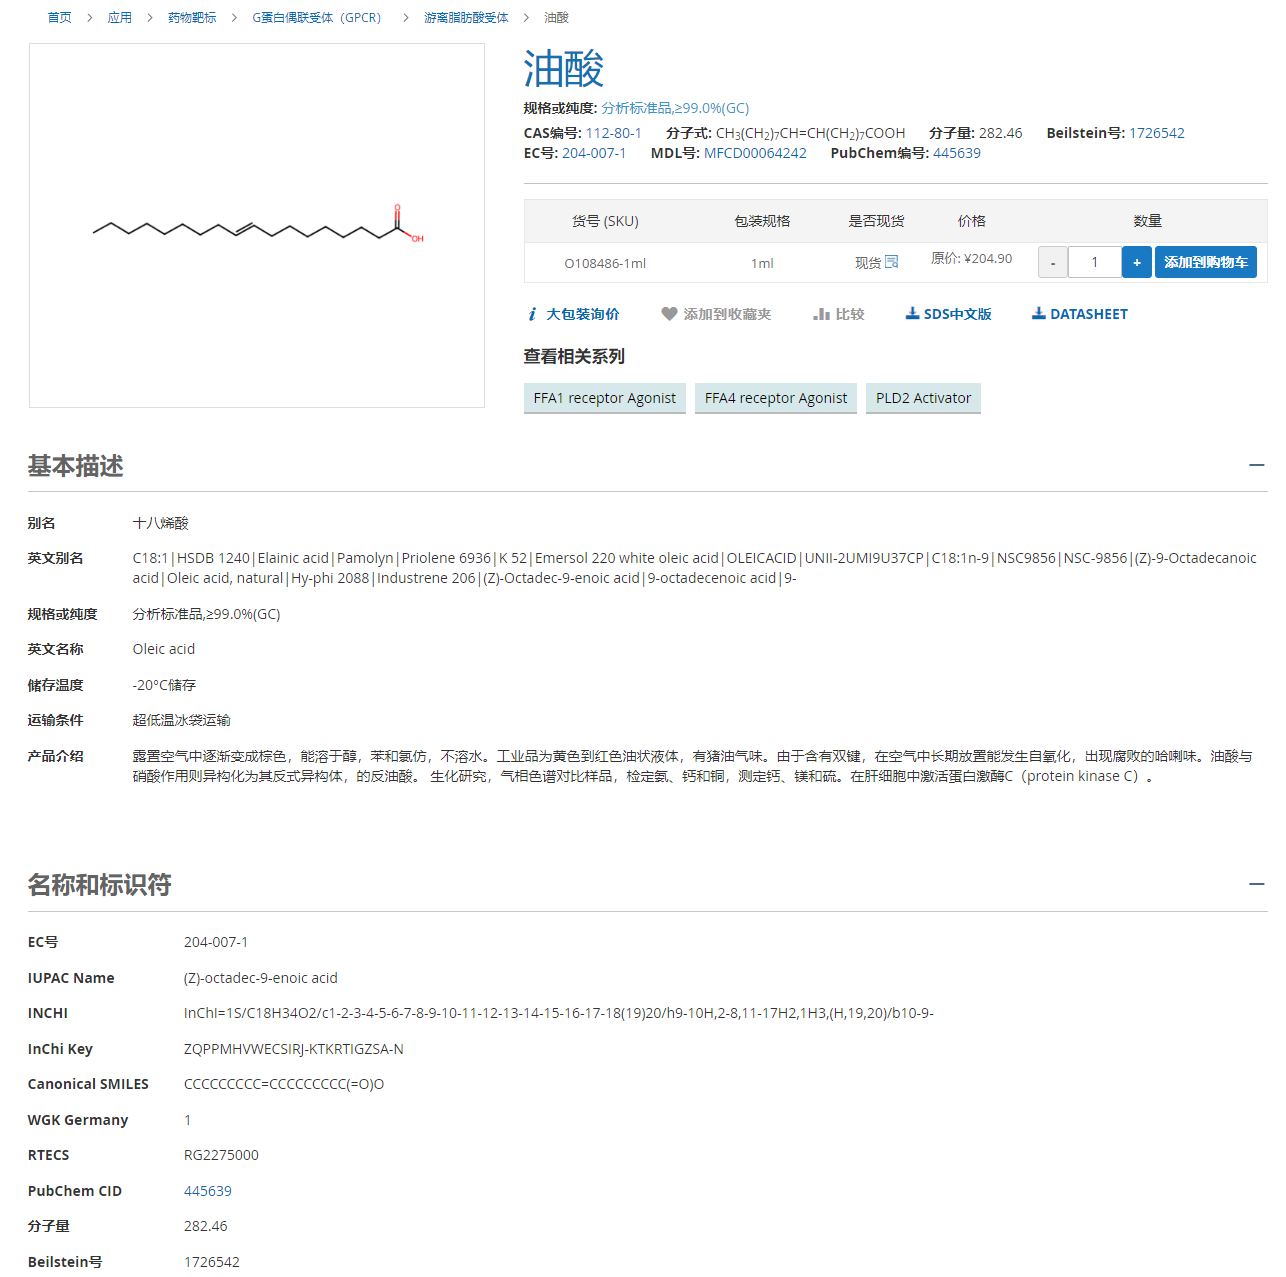 首页 > 应用 > 药物靶标 > G蛋白偶联受体（GPCR） > 游离脂肪酸受体 > 油酸
O
OH
油酸
规格或纯度: 分析标准品,≥99.0%(GC)
CAS编号: 112-80-1 分子式: CH3(CH2)7CH=CH(CH2)7COOH 分子量: 282.46 Beilstein号: 1726542
EC号: 204-007-1 MDL号: MFCD00064242 PubChem编号: 445639
货号 (SKU) 包装规格 是否现货 价格 数量
O108486-1ml 1ml 现货 原价: ¥204.90 - 1 + 添加到购物车
i 大包装询价 添加到收藏夹 比较 SDS中文版 DATASHEET
查看相关系列
FFA1 receptor Agonist FFA4 receptor Agonist PLD2 Activator
基本描述
别名 十八烯酸
英文别名 C18:1|HSDB 1240|Elainic acid|Pamolyn|Priolene 6936|K 52|Emersol 220 white oleic acid|OLEICACID|UNII-2UMI9U37CP|C18:1n-9|NSC9856|NSC-9856|(Z)-9-Octadecanoic
acid|Oleic acid, natural|Hy-phi 2088|Industrene 206|(Z)-Octadec-9-enoic acid|9-octadecenoic acid|9-
规格或纯度 分析标准品,≥99.0%(GC)
英文名称 Oleic acid
储存温度 -20°C储存
运输条件 超低温冰袋运输
产品介绍 露置空气中逐渐变成棕色，能溶于醇，苯和氯仿，不溶水。工业品为黄色到红色油状液体，有猪油气味。由于含有双键，在空气中长期放置能发生自氧化，出现腐败的哈喇味。油酸与
硝酸作用则异构化为其反式异构体，的反油酸。 生化研究，气相色谱对比样品，检定氨、钙和铜，测定钙、镁和硫。在肝细胞中激活蛋白激酶C（protein kinase C）。
名称和标识符
EC号 204-007-1
IUPAC Name (Z)-octadec-9-enoic acid
INCHI InChI=1S/C18H34O2/c1-2-3-4-5-6-7-8-9-10-11-12-13-14-15-16-17-18(19)20/h9-10H,2-8,11-17H2,1H3,(H,19,20)/b10-9-
InChi Key ZQPPMHVWECSIRJ-KTKRTIGZSA-N
Canonical SMILES CCCCCCCCC=CCCCCCCCC(=O)O
WGK Germany 1
RTECS RG2275000
PubChem CID 445639
分子量 282.46
Beilstein号 1726542